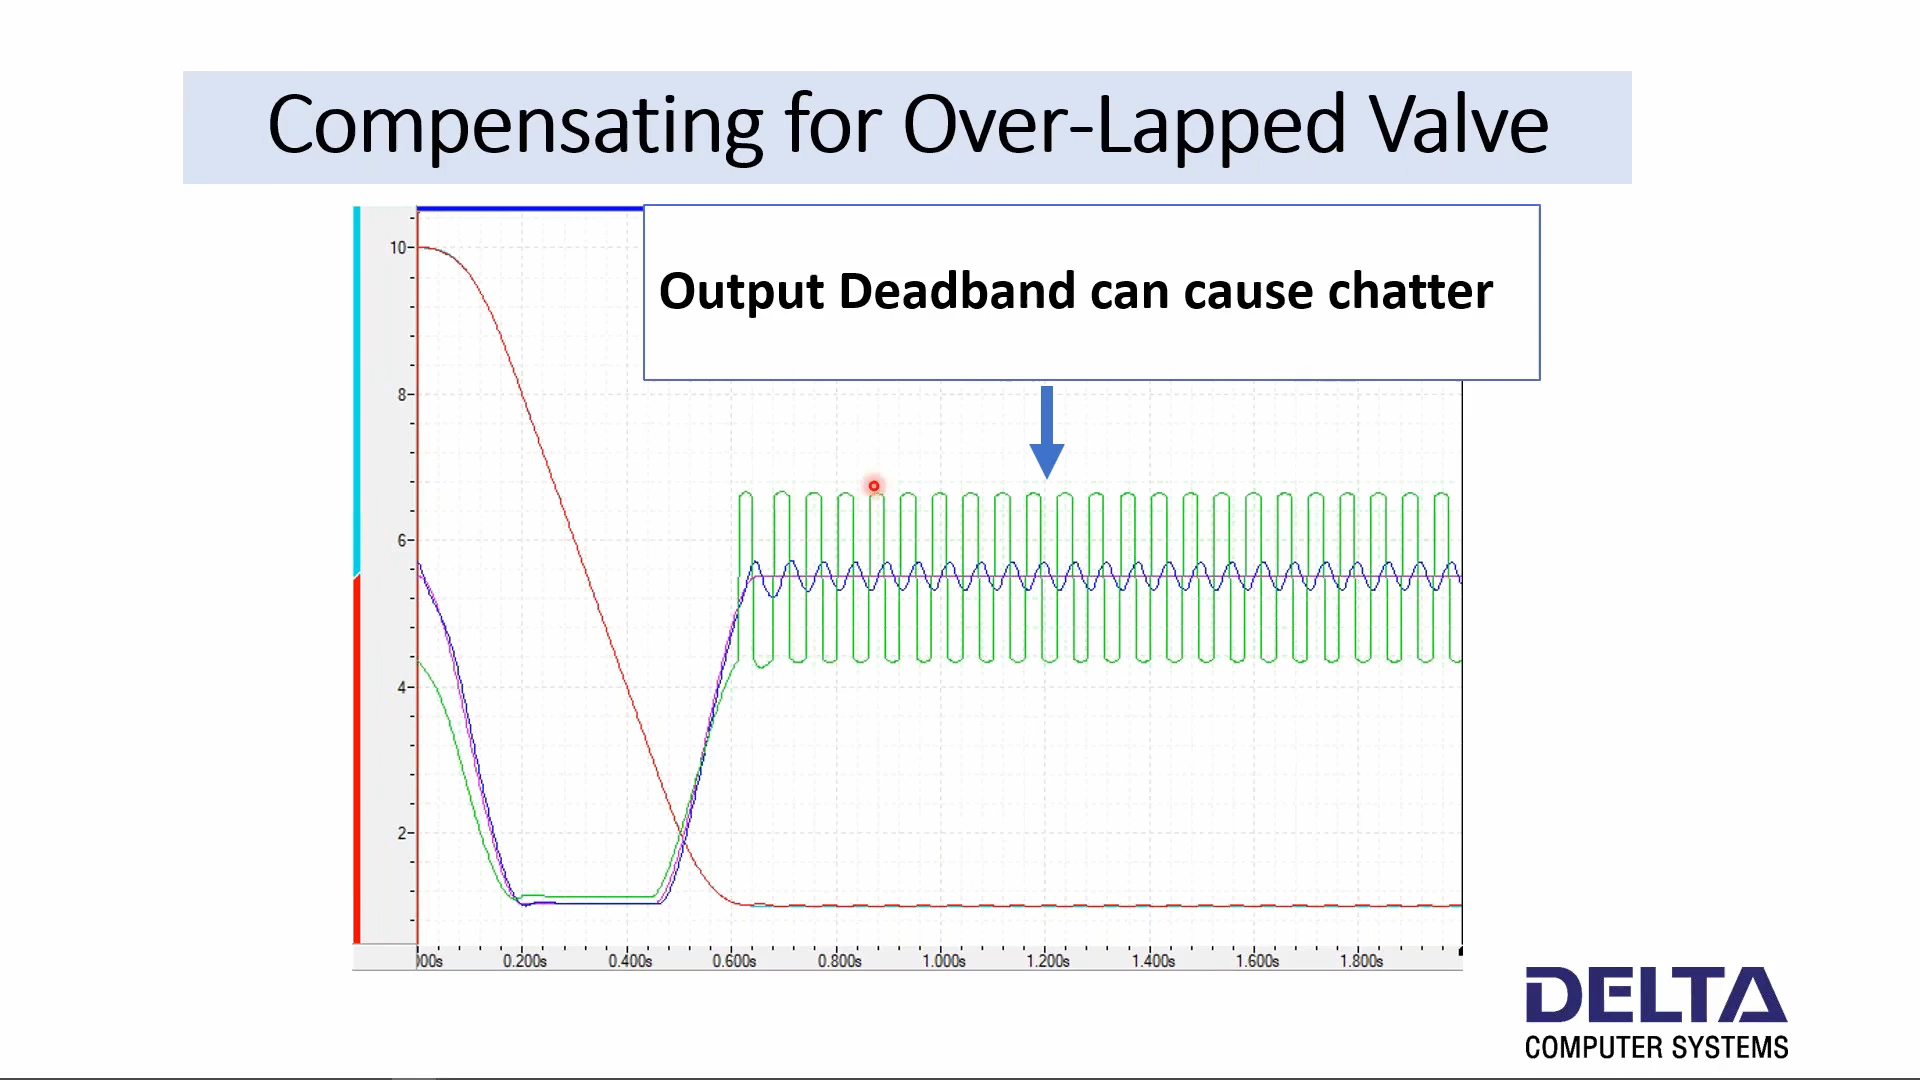 Compensating for Over-Lapped Valve
Output Deadband can cause chatter
10
8
6
4
2
000s 0.200s 0.400s 0.600s 0.800s 1.000s 1.200s 1.400s 1.600s 1.800s
DELTA
COMPUTER SYSTEMS